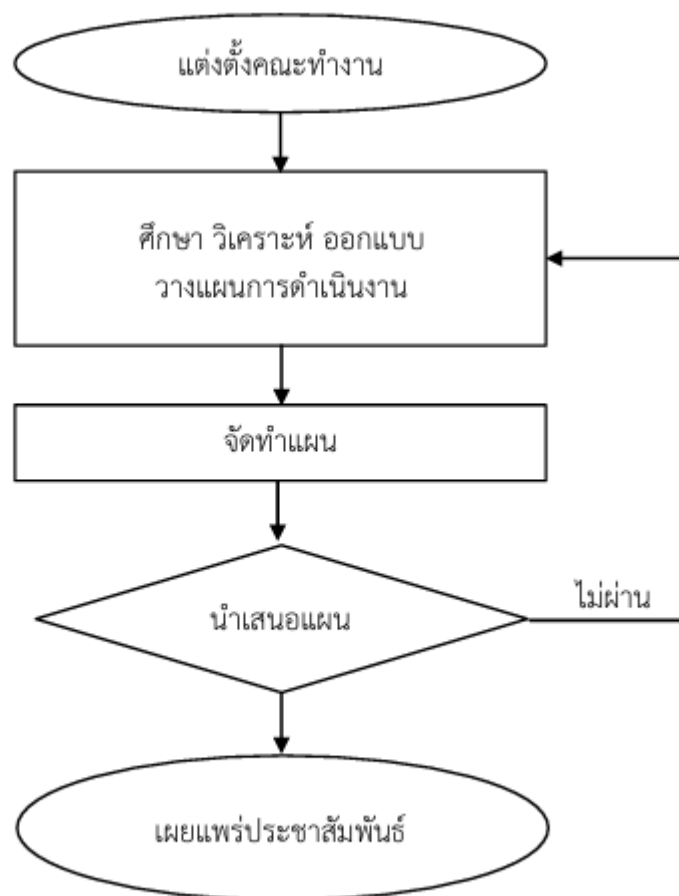 แต่งตั้งคณะทำงาน
ศึกษา วิเคราะห์ ออกแบบ
วางแผนการดำเนินงาน
จัดทำแผน
นำเสนอแผน
ไม่ผ่าน
เผยแพร่ประชาสัมพันธ์